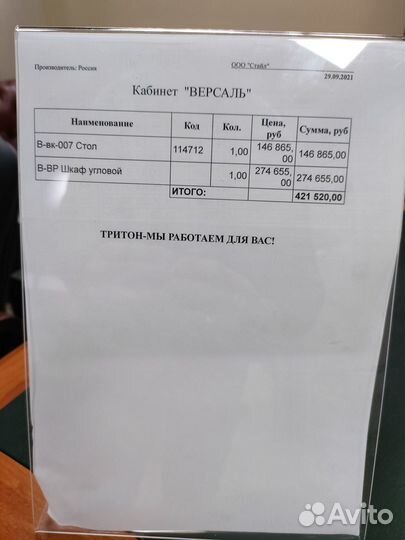 Производитель: Россия
ООО "Стайл"
29.09.2021
Кабинет "ВЕРСАЛЬ"
Наименование Код Кол. Цена, руб Сумма, руб
В-вк-007 Стол 114712 1,00 146 865,00 146 865,00
В-ВР Шкаф угловой 1,00 274 655,00 274 655,00
ИТОГО: 421 520,00
ТРИТОН-МЫ РАБОТАЕМ ДЛЯ ВАС!
Avito